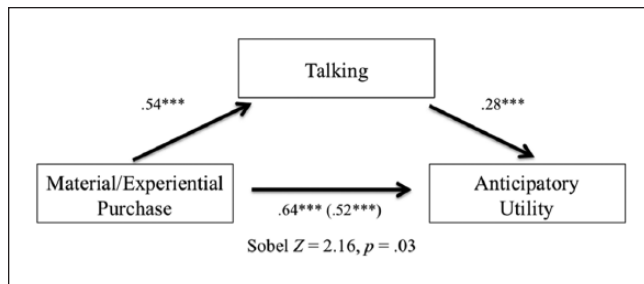 Talking
.54***
.28***
Material/Experiential
Purchase
Anticipatory
Utility
.64*** (.52***)
Sobel Z = 2.16, p = .03